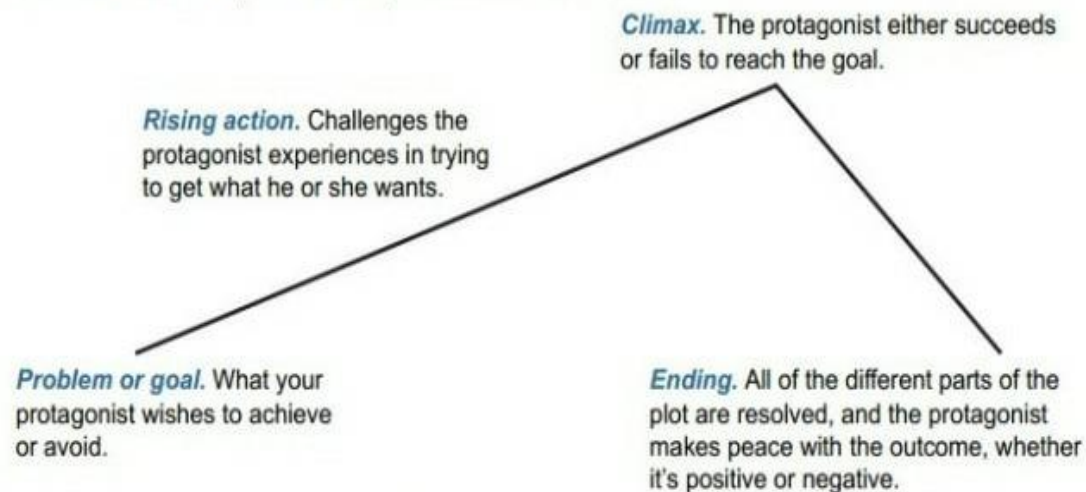 Climax. The protagonist either succeeds
or fails to reach the goal.
Rising action. Challenges the
protagonist experiences in trying
to get what he or she wants.
Problem or goal. What your
protagonist wishes to achieve
or avoid.
Ending. All of the different parts of the
plot are resolved, and the protagonist
makes peace with the outcome, whether
it's positive or negative.